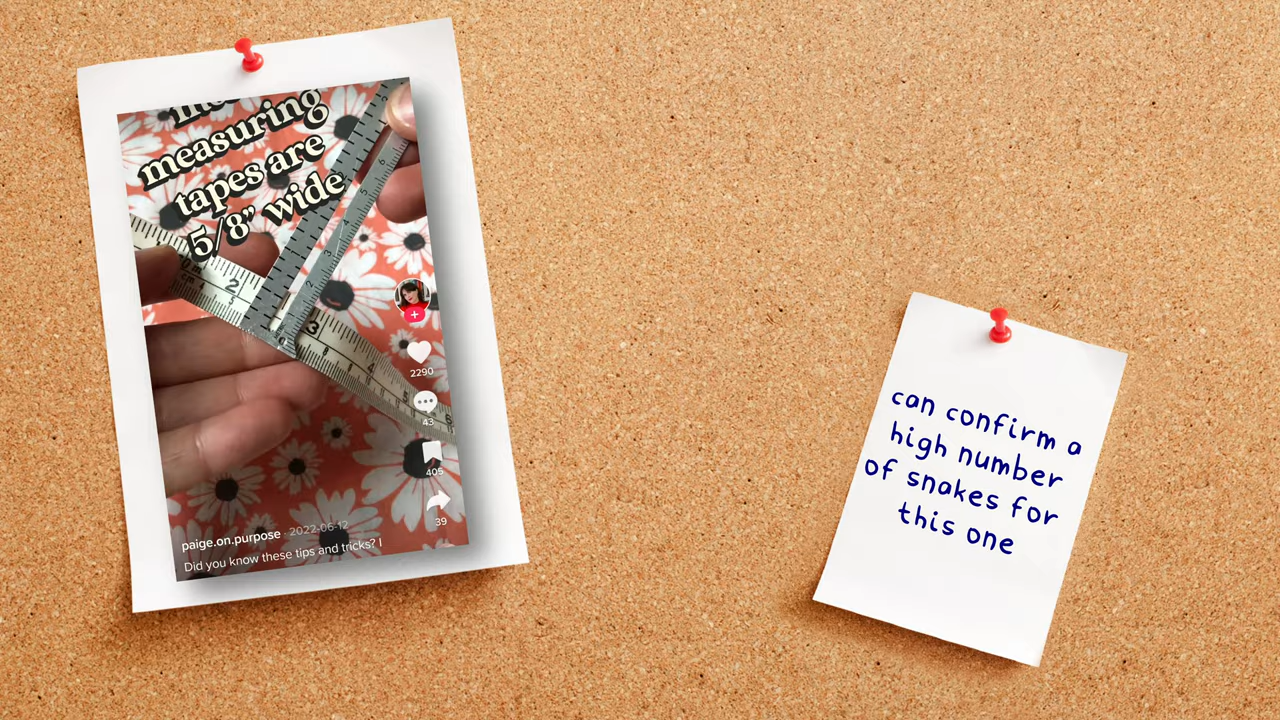 measuring
tapes are
5/8" wide
2290
43
405
39
paige.on.purpose · 2022-06-12
Did you know these tips and tricks? I
can confirm a
high number
of snakes for
this one